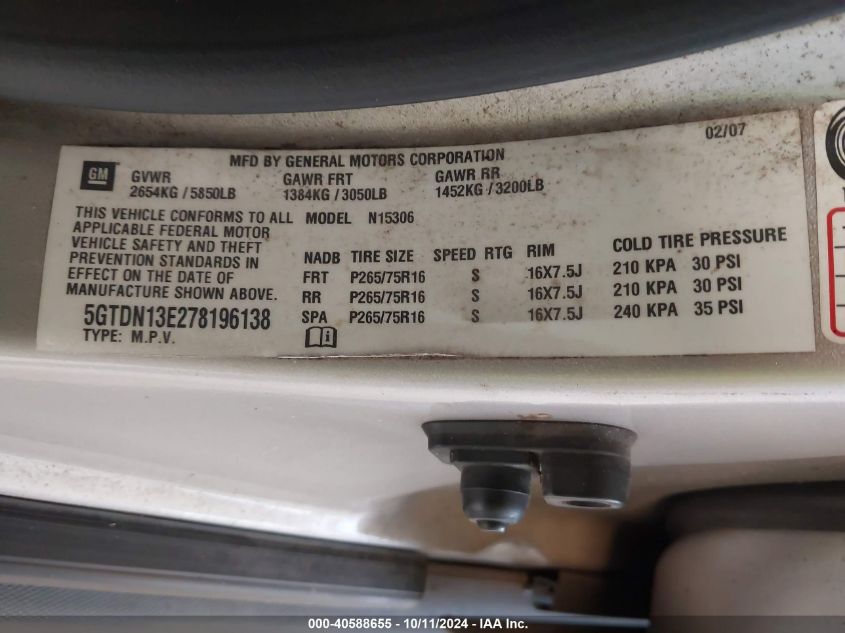 02/07
MFD BY GENERAL MOTORS CORPORATION
GM
GVWR GAWR FRT GAWR RR
2654KG / 5850LB 1384KG / 3050LB 1452KG / 3200LB
THIS VEHICLE CONFORMS TO ALL
APPLICABLE FEDERAL MOTOR
VEHICLE SAFETY AND THEFT
PREVENTION STANDARDS IN
EFFECT ON THE DATE OF
MANUFACTURE SHOWN ABOVE.
5GTDN13E278196138
TYPE: M.P.V.
MODEL N15306
NADB TIRE SIZE SPEED RTG RIM COLD TIRE PRESSURE
FRT P265/75R16 S 16X7.5J 210 KPA 30 PSI
RR P265/75R16 S 16X7.5J 210 KPA 30 PSI
SPA P265/75R16 S 16X7.5J 240 KPA 35 PSI
000-40588655 - 10/11/2024 - IAA, Inc.